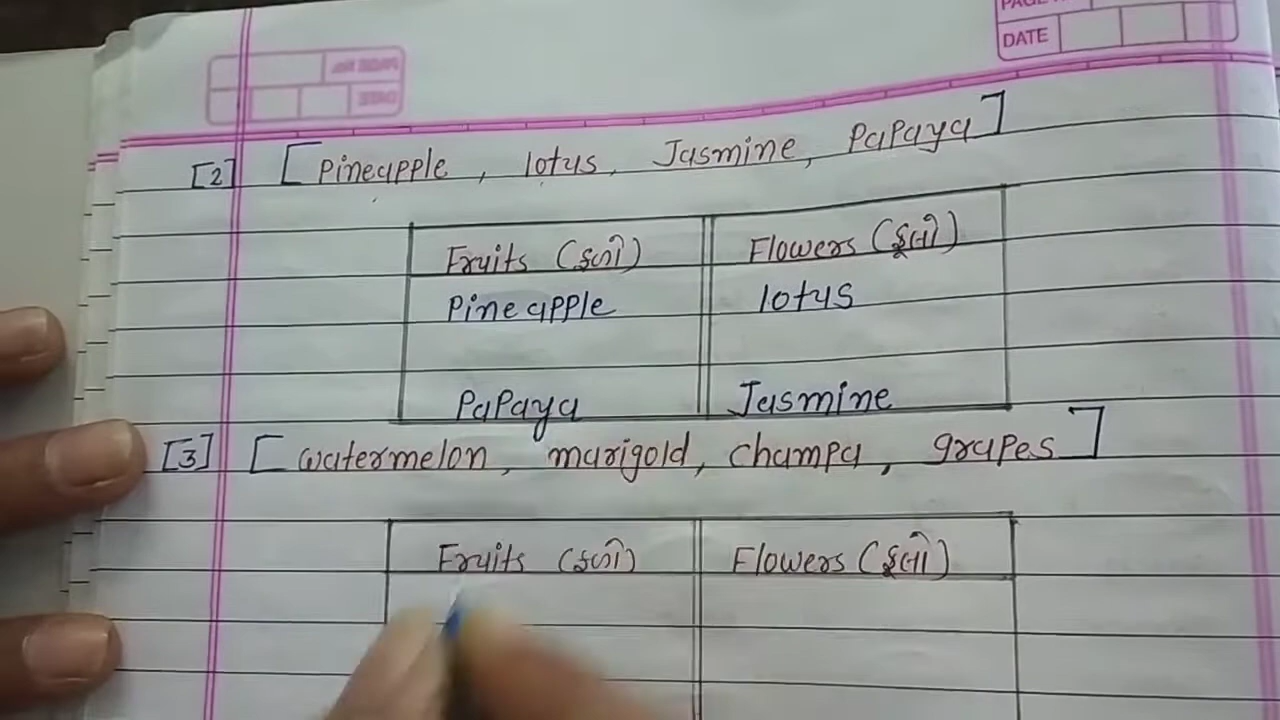 DATE
[2] [Pineapple, lotus, Jasmine, Papaya]
Fruits (ફળો) Flowers (ફૂલો)
Pineapple lotus
Papaya Jasmine
[3] [watermelon, marigold, champa, grapes]
Fruits (ફળો) Flowers (ફૂલો)